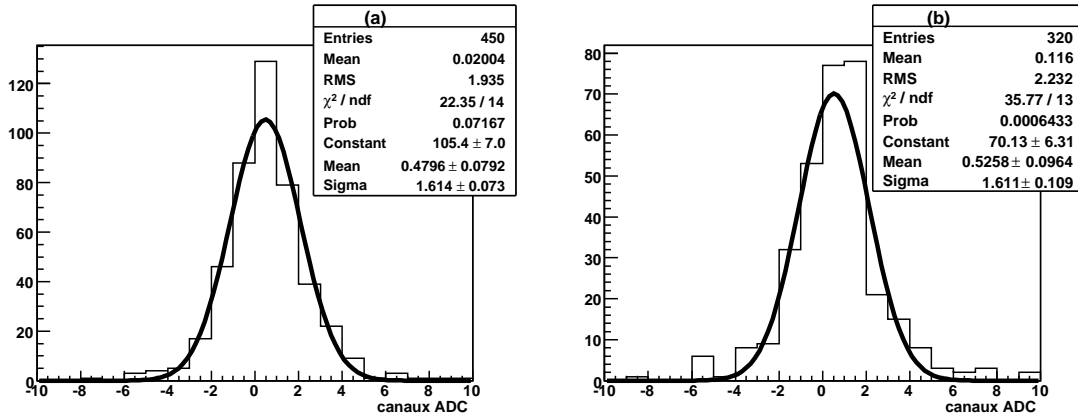 (a)
Entries 450
Mean 0.02004
RMS 1.935
χ² / ndf 22.35 / 14
Prob 0.07167
Constant 105.4 ± 7.0
Mean 0.4796 ± 0.0792
Sigma 1.614 ± 0.073
120
100
80
60
40
20
0
-10 -8 -6 -4 -2 0 2 4 6 8 10
canaux ADC
(b)
Entries 320
Mean 0.116
RMS 2.232
χ² / ndf 35.77 / 13
Prob 0.0006433
Constant 70.13 ± 6.31
Mean 0.5258 ± 0.0964
Sigma 1.611 ± 0.109
80
70
60
50
40
30
20
10
0
-10 -8 -6 -4 -2 0 2 4 6 8 10
canaux ADC